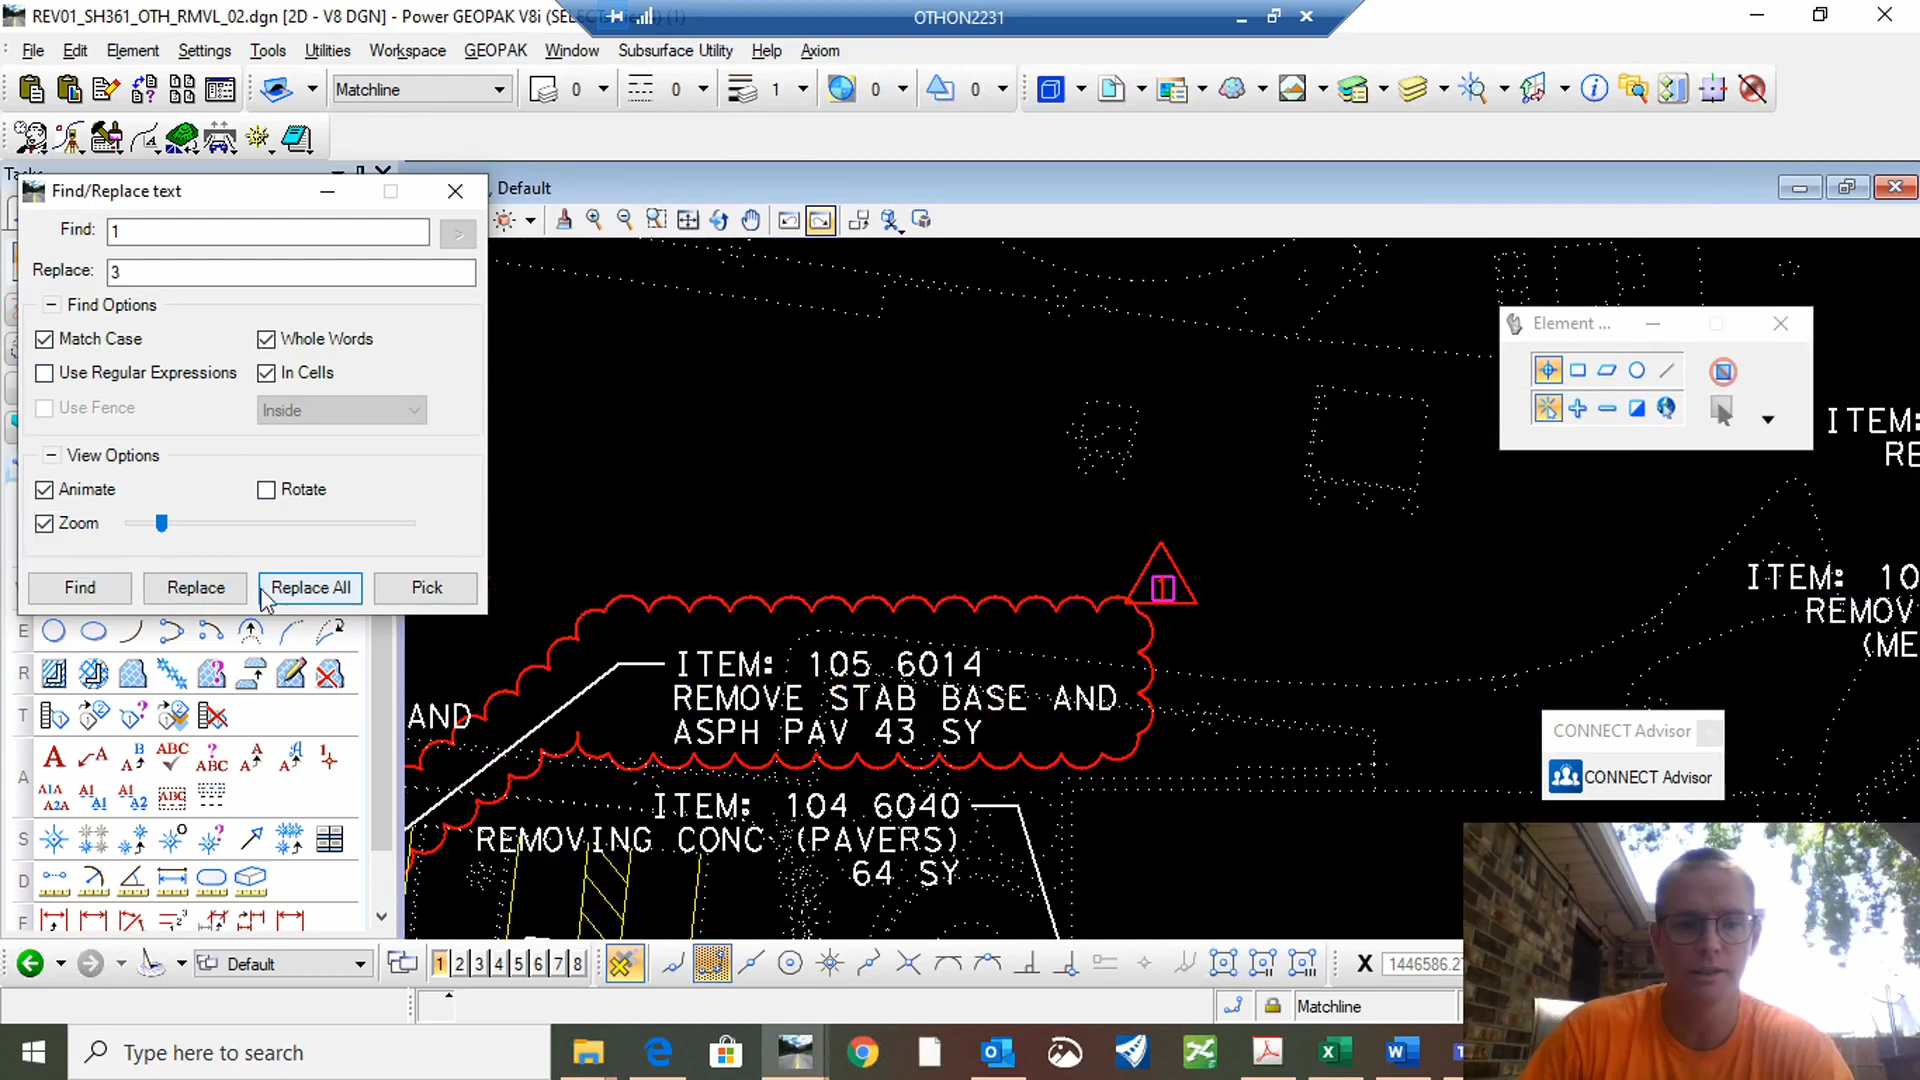 REV01_SH361_OTH_RMVL_02.dgn [2D - V8 DGN] - Power GEOPAK V8i (SELECT
(1)
OTHON2231
File Edit Element Settings Tools Utilities Workspace GEOPAK Window Subsurface Utility Help Axiom
Matchline 0 0 1 0 0
, Default
Find/Replace text
Find: 1 >
Replace: 3
Find Options
Match Case Whole Words
Use Regular Expressions In Cells
Use Fence Inside
View Options
Animate Rotate
Zoom
Find Replace Replace All Pick
Element ...
CONNECT Advisor
CONNECT Advisor
ITEM:
1
ITEM: 105 6014
REMOVE STAB BASE AND
ASPH PAV 43 SY
AND
ITEM: 104 6040
REMOVING CONC (PAVERS)
64 SY
ITEM: 10
REMOV
(ME
E
R
T
A
S
D
F
Default 1 2 3 4 5 6 7 8 X 1446586.2
Matchline
Type here to search